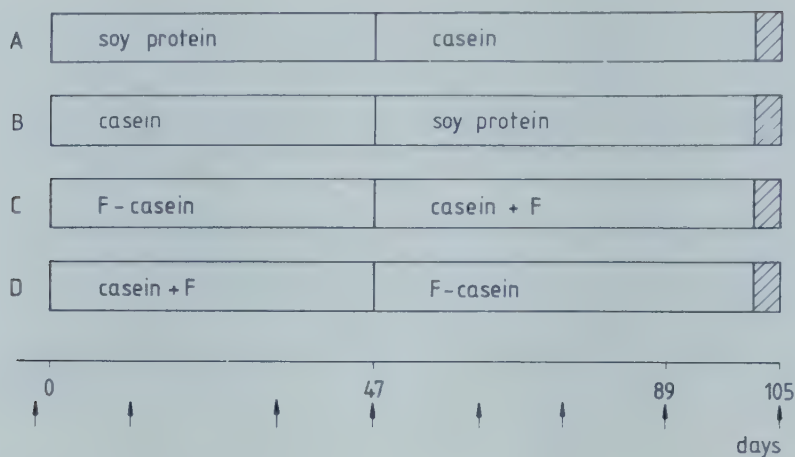 A soy protein casein
B casein soy protein
C F-casein casein + F
D casein + F F-casein
0 47 89 105
days